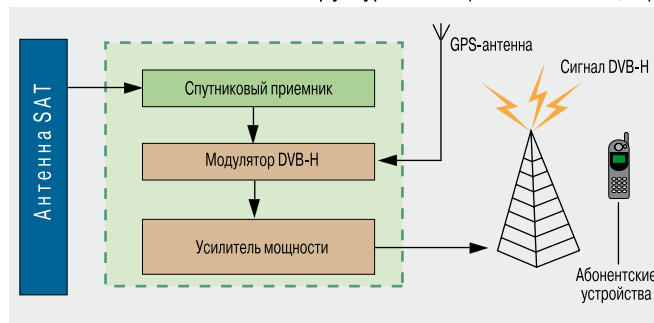 Антенна SAT
Спутниковый приемник
Модулятор DVB-H
Усилитель мощности
GPS-антенна
Сигнал DVB-H
Абонентские
устройства